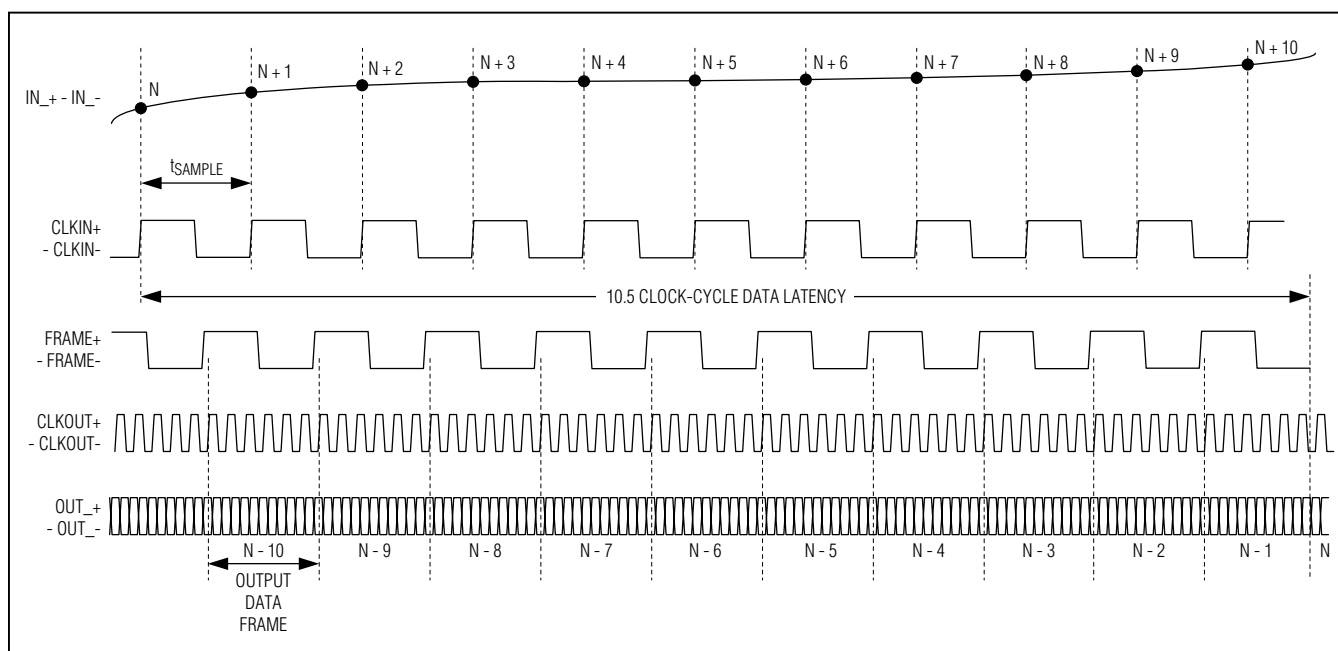 N
N + 1
N + 2
N + 3
N + 4
N + 5
N + 6
N + 7
N + 8
N + 9
N + 10
IN_+ - IN_-
tSAMPLE
CLKIN+
- CLKIN-
10.5 CLOCK-CYCLE DATA LATENCY
FRAME+
- FRAME-
CLKOUT+
- CLKOUT-
OUT_+
- OUT_-
N - 10
N - 9
N - 8
N - 7
N - 6
N - 5
N - 4
N - 3
N - 2
N - 1
N
OUTPUT
DATA
FRAME